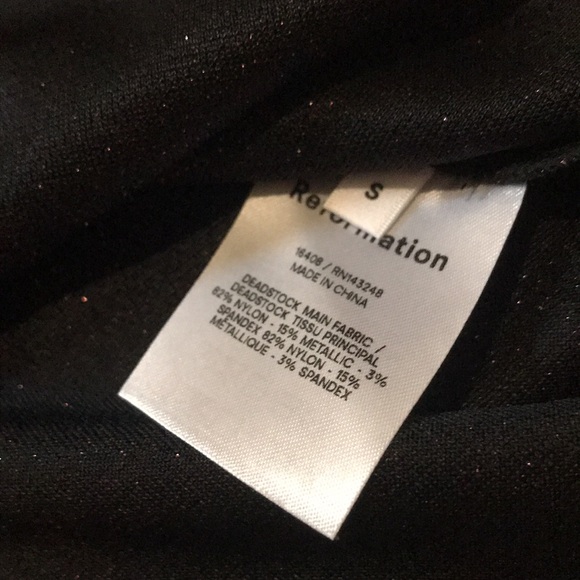 S
Reformation
16408 / RN143248
MADE IN CHINA
DEADSTOCK MAIN FABRIC /
DEADSTOCK TISSU PRINCIPAL
82% NYLON - 15% METALLIC - 3%
SPANDEX 82% NYLON - 15%
MÉTALLIQUE - 3% SPANDEX